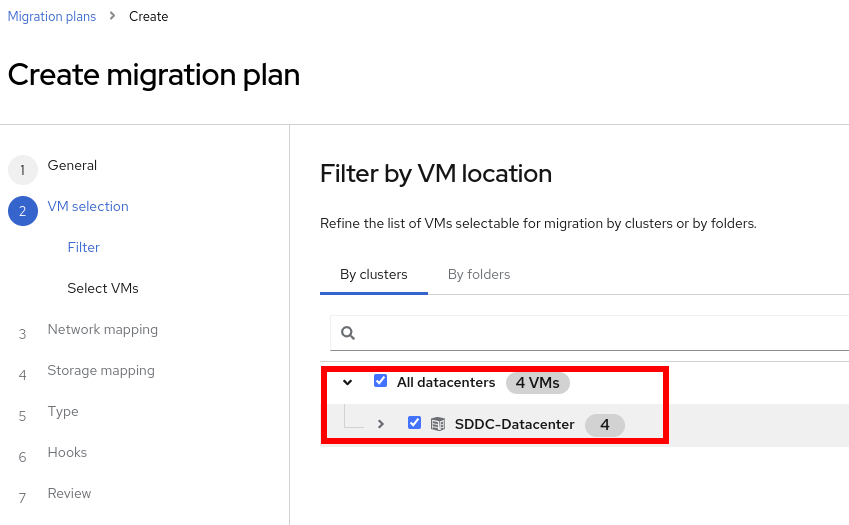 Migration plans > Create
Create migration plan
1 General
2 VM selection
Filter
Select VMs
3 Network mapping
4 Storage mapping
5 Type
6 Hooks
7 Review
Filter by VM location
Refine the list of VMs selectable for migration by clusters or by folders.
By clusters By folders
All datacenters 4 VMs
SDDC-Datacenter 4